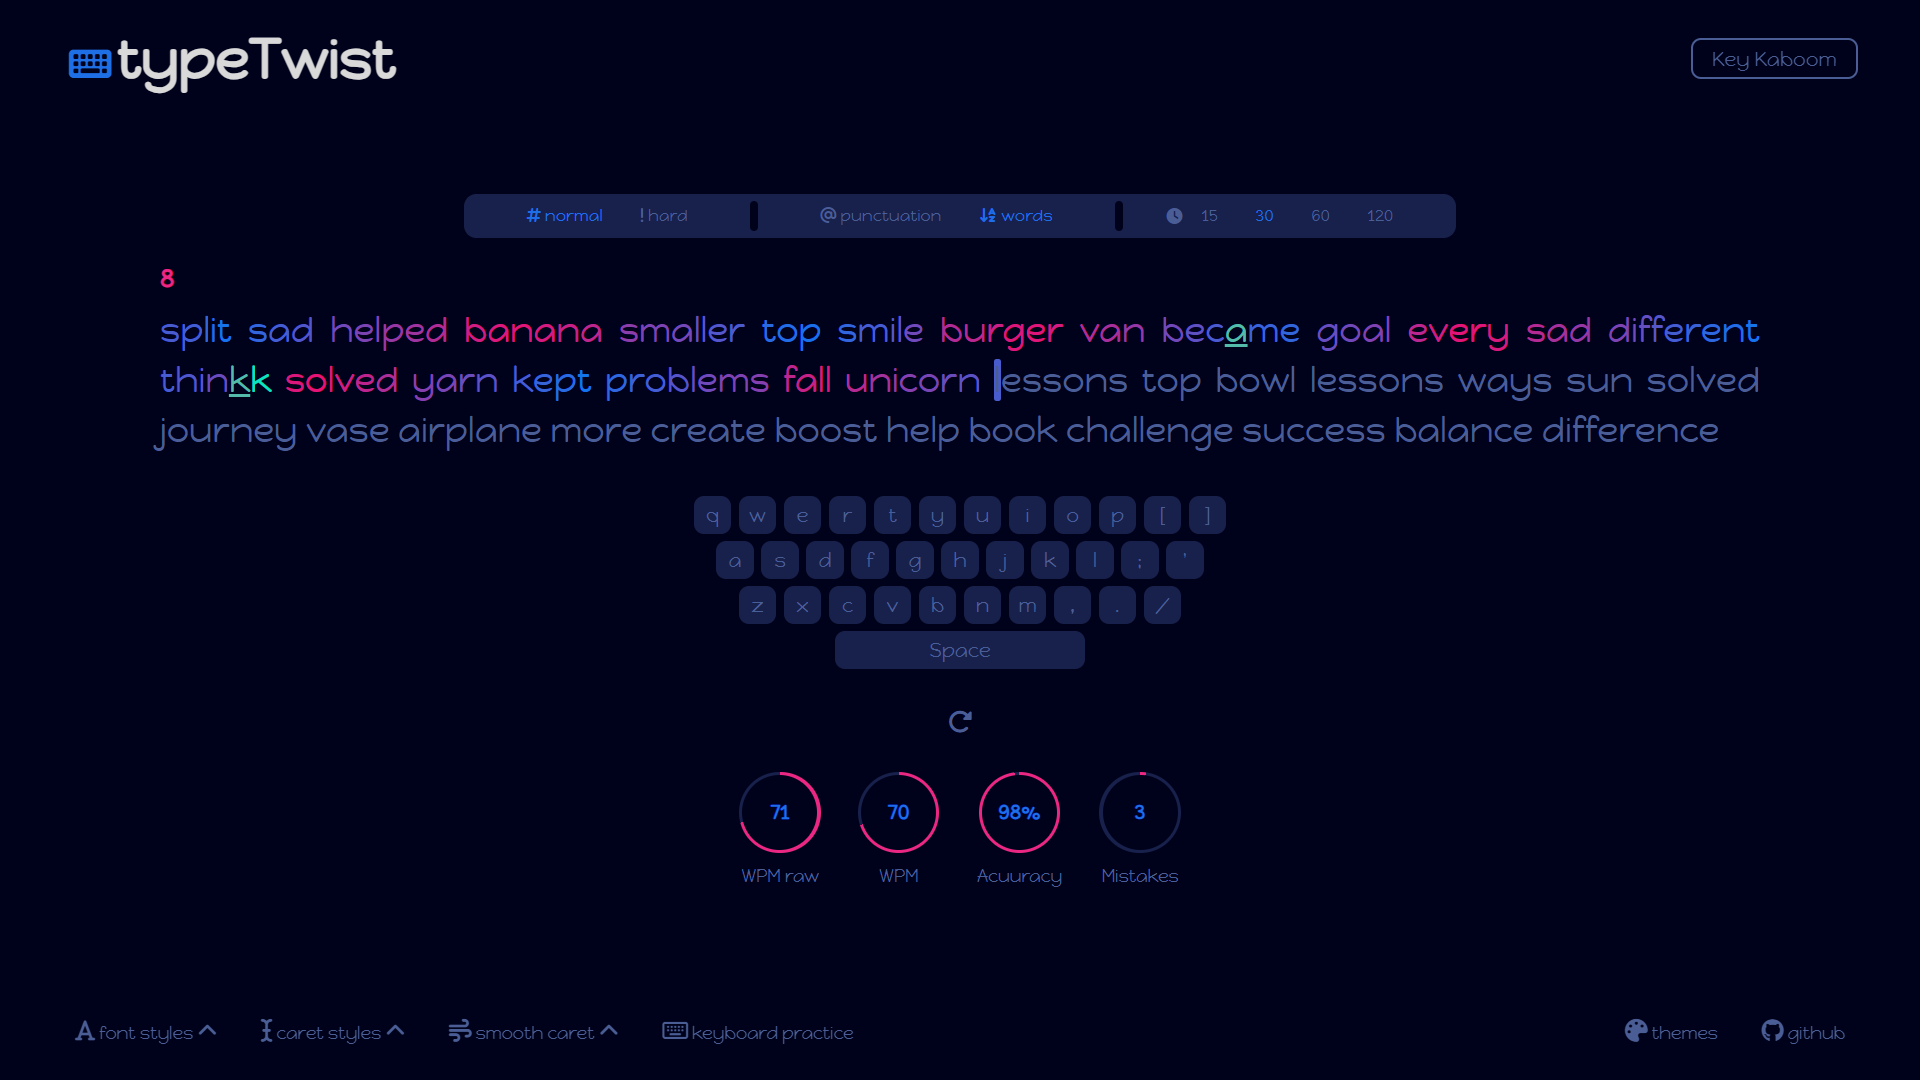 typeTwist
Key Kaboom
# normal ! hard @ punctuation words 15 30 60 120
8
split sad helped banana smaller top smile burger van became goal every sad different
thinkk solved yarn kept problems fall unicorn lessons top bowl lessons ways sun solved
journey vase airplane more create boost help book challenge success balance difference
q w e r t y u i o p [ ]
a s d f g h j k l ; '
z x c v b n m , . /
Space
71 70 98% 3
WPM raw WPM Acuuracy Mistakes
font styles caret styles smooth caret keyboard practice themes github